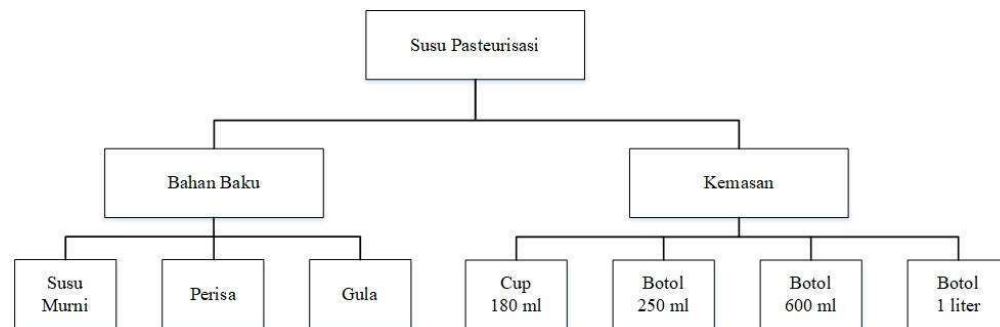 Susu Pasteurisasi
Bahan Baku
Kemasan
Susu
Murni
Perisa
Gula
Cup
180 ml
Botol
250 ml
Botol
600 ml
Botol
1 liter